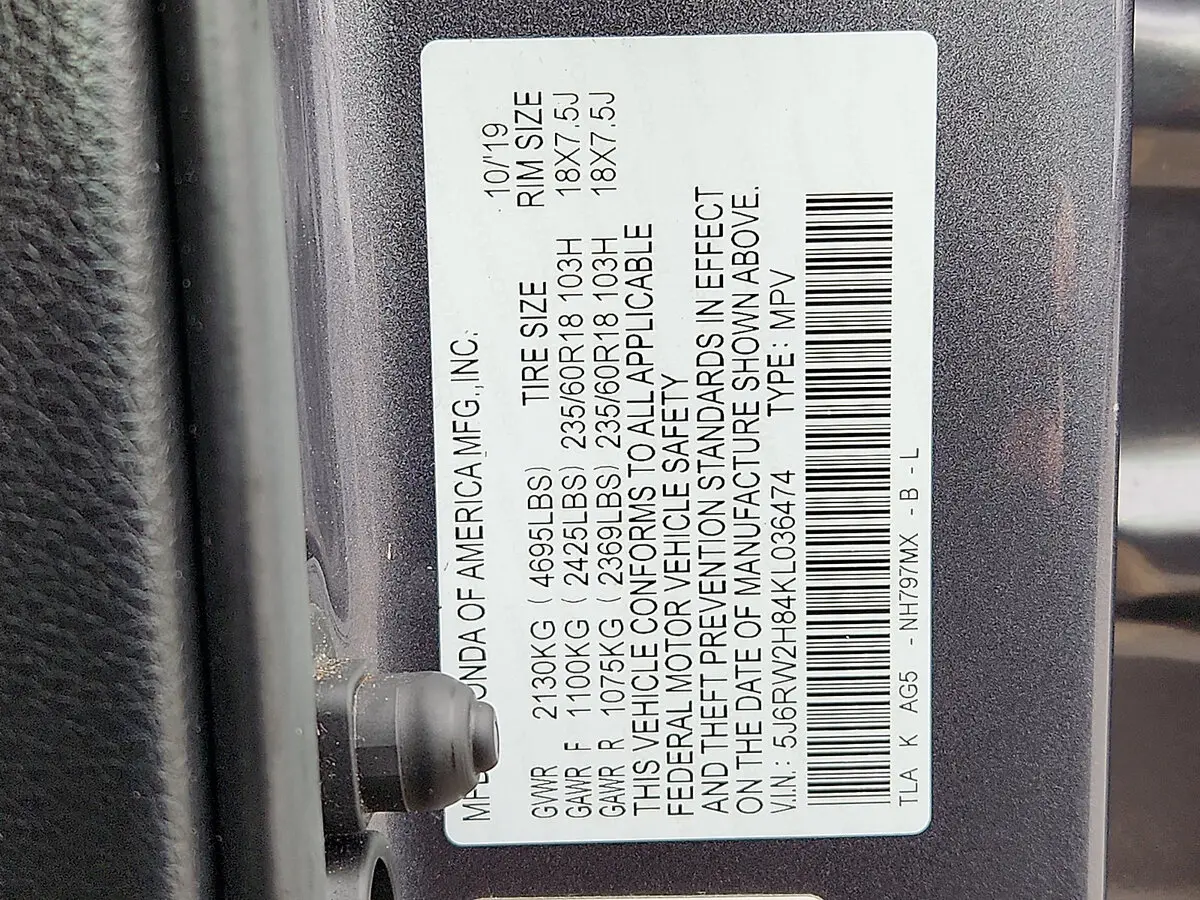 HONDA OF AMERICA MFG.,INC. 10/'19
TIRE SIZE RIM SIZE
GVWR 2130KG ( 4695LBS)
GAWR F 1100KG ( 2425LBS) 235/60R18 103H 18X7.5J
GAWR R 1075KG ( 2369LBS) 235/60R18 103H 18X7.5J
THIS VEHICLE CONFORMS TO ALL APPLICABLE
FEDERAL MOTOR VEHICLE SAFETY
AND THEFT PREVENTION STANDARDS IN EFFECT
ON THE DATE OF MANUFACTURE SHOWN ABOVE.
V.I.N.: 5J6RW2H84KL036474 TYPE: MPV
TLA K AG5 -NH797MX -B-L